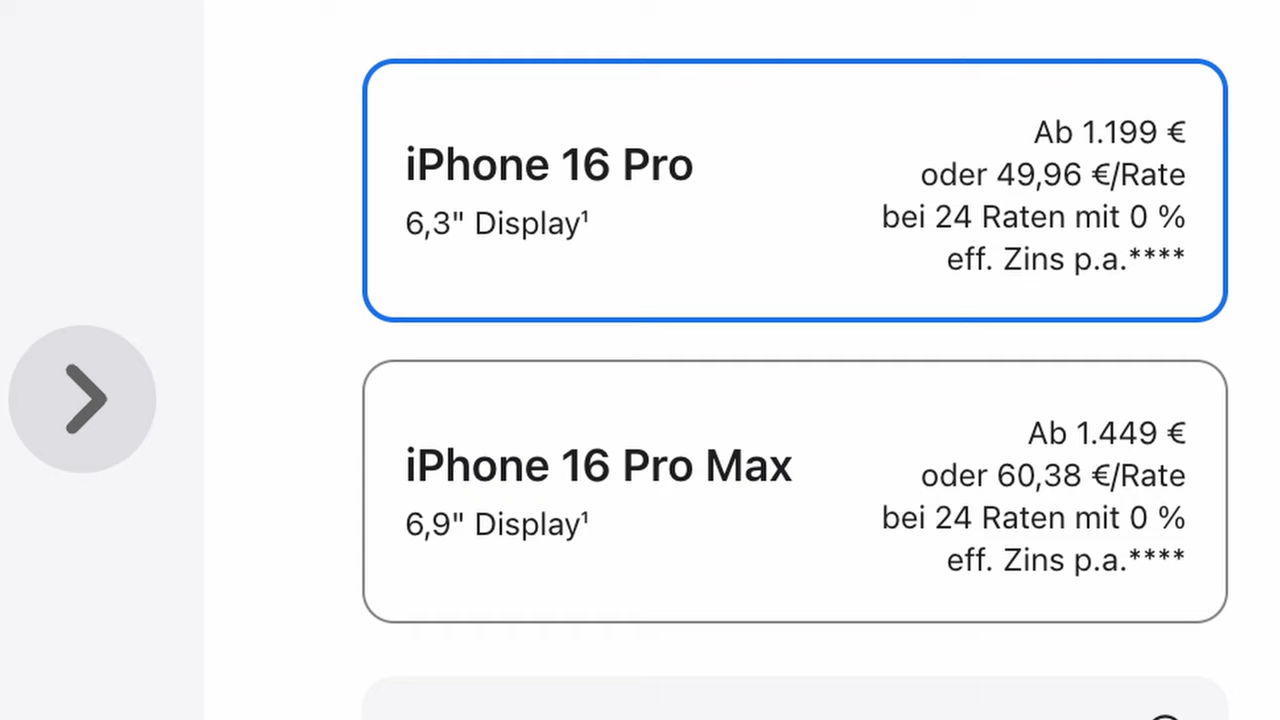 iPhone 16 Pro
6,3" Display¹
Ab 1.199 €
oder 49,96 €/Rate
bei 24 Raten mit 0 %
eff. Zins p.a.****
iPhone 16 Pro Max
6,9" Display¹
Ab 1.449 €
oder 60,38 €/Rate
bei 24 Raten mit 0 %
eff. Zins p.a.****